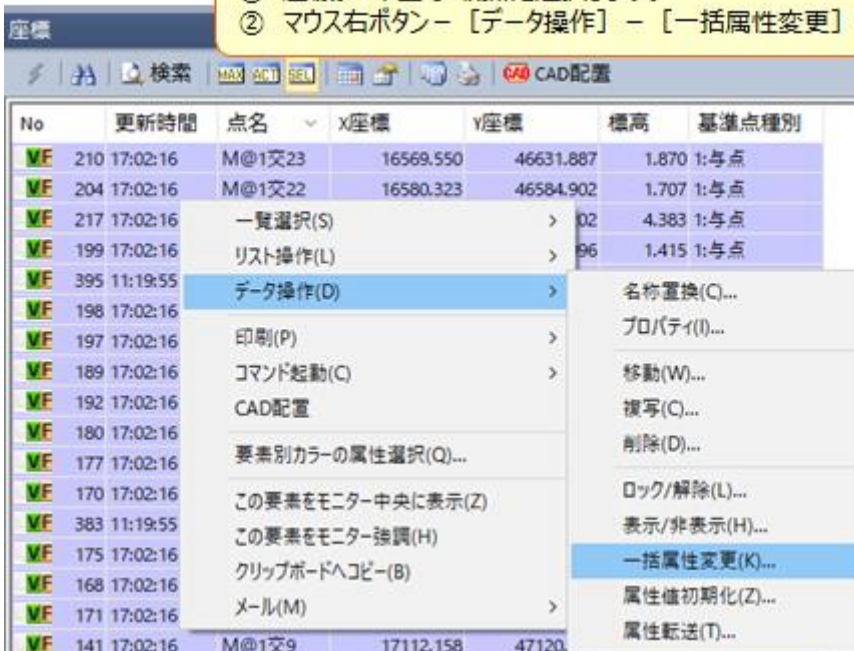 ② マウス右ボタン－［データ操作］－［一括属性変更］
座標
検索 MAX ACT SEL CAD CAD配置
No 更新時間 点名 X座標 Y座標 標高 基準点種別
VF 210 17:02:16 M@1交23 16569.550 46631.887 1.870 1:与点
VF 204 17:02:16 M@1交22 16580.323 46584.902 1.707 1:与点
VF 217 17:02:16 02 4.383 1:与点
VF 199 17:02:16 96 1.415 1:与点
VF 395 11:19:55
VF 198 17:02:16
VF 197 17:02:16
VF 189 17:02:16
VF 192 17:02:16
VF 180 17:02:16
VF 177 17:02:16
VF 170 17:02:16
VF 383 11:19:55
VF 175 17:02:16
VF 168 17:02:16
VF 171 17:02:16
VF 141 17:02:16 M@1交9 17112.158 47120.
一覧選択(S)
リスト操作(L)
データ操作(D)
印刷(P)
コマンド起動(C)
CAD配置
要素別カラーの属性選択(Q)...
この要素をモニター中央に表示(Z)
この要素をモニター強調(H)
クリップボードへコピー(B)
メール(M)
名称置換(C)...
プロパティ(I)...
移動(W)...
複写(C)...
削除(D)...
ロック/解除(L)...
表示/非表示(H)...
一括属性変更(K)...
属性値初期化(Z)...
属性転送(T)...